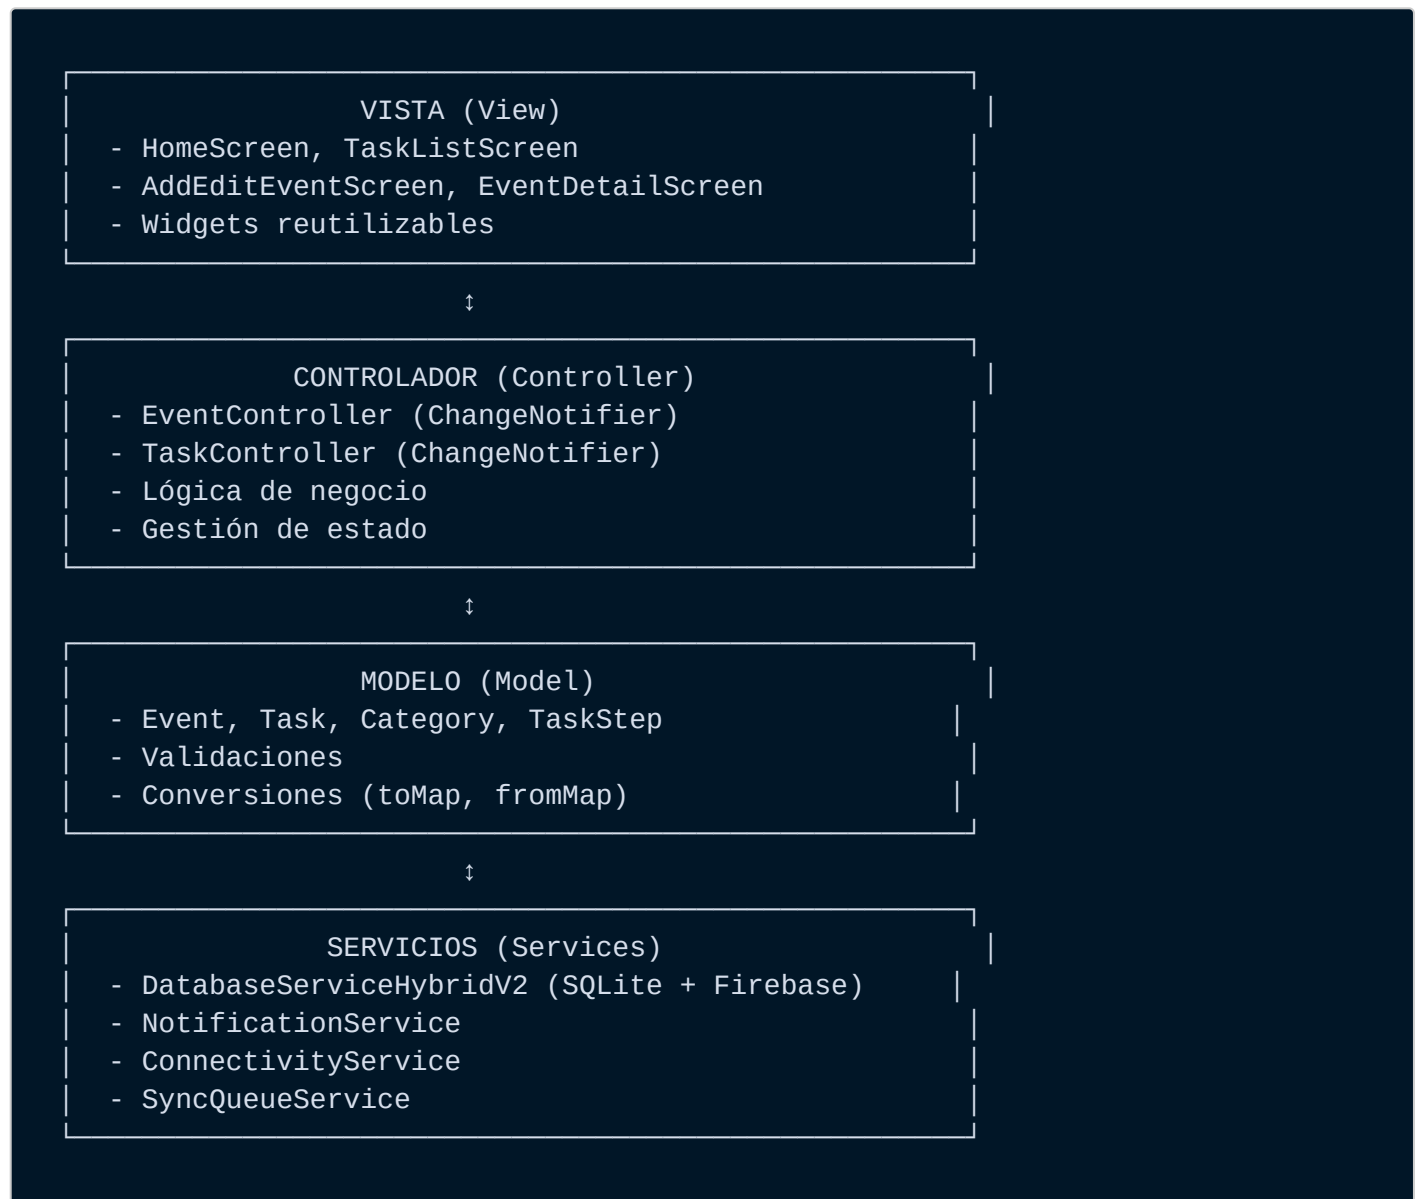 VISTA (View)
- HomeScreen, TaskListScreen
- AddEditEventScreen, EventDetailScreen
- Widgets reutilizables
↕
CONTROLADOR (Controller)
- EventController (ChangeNotifier)
- TaskController (ChangeNotifier)
- Lógica de negocio
- Gestión de estado
↕
MODELO (Model)
- Event, Task, Category, TaskStep
- Validaciones
- Conversiones (toMap, fromMap)
↕
SERVICIOS (Services)
- DatabaseServiceHybridV2 (SQLite + Firebase)
- NotificationService
- ConnectivityService
- SyncQueueService